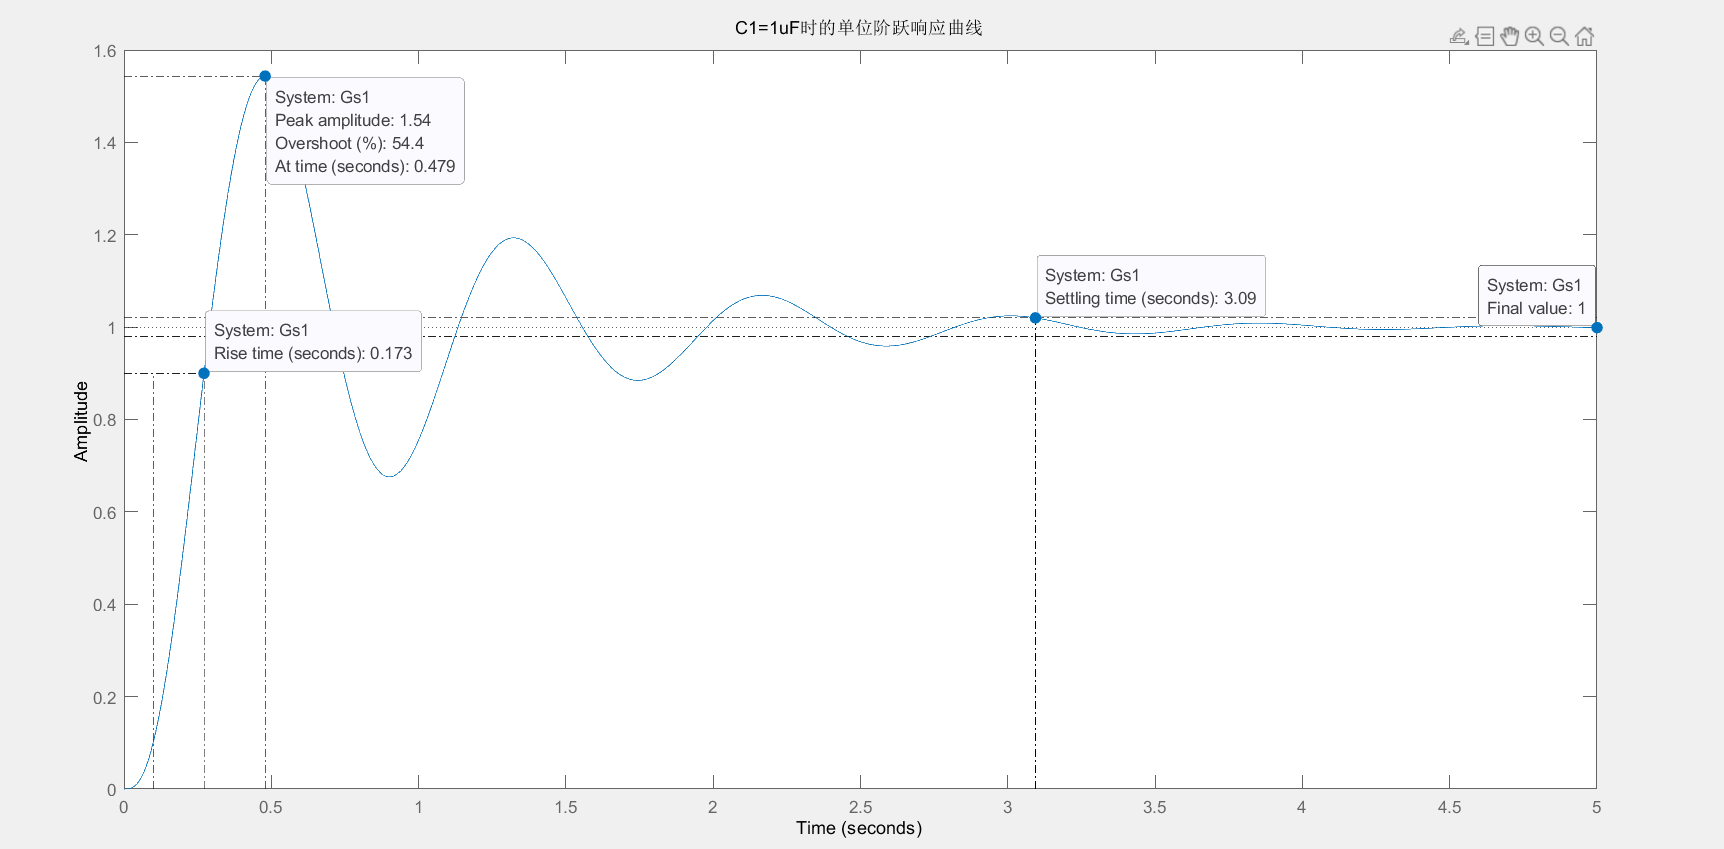 C1=1uF时的单位阶跃响应曲线
1.6
1.4
1.2
1
0.8
0.6
0.4
0.2
0
Amplitude
System: Gs1
Peak amplitude: 1.54
Overshoot (%): 54.4
At time (seconds): 0.479
System: Gs1
Rise time (seconds): 0.173
System: Gs1
Settling time (seconds): 3.09
System: Gs1
Final value: 1
0 0.5 1 1.5 2 2.5 3 3.5 4 4.5 5
Time (seconds)